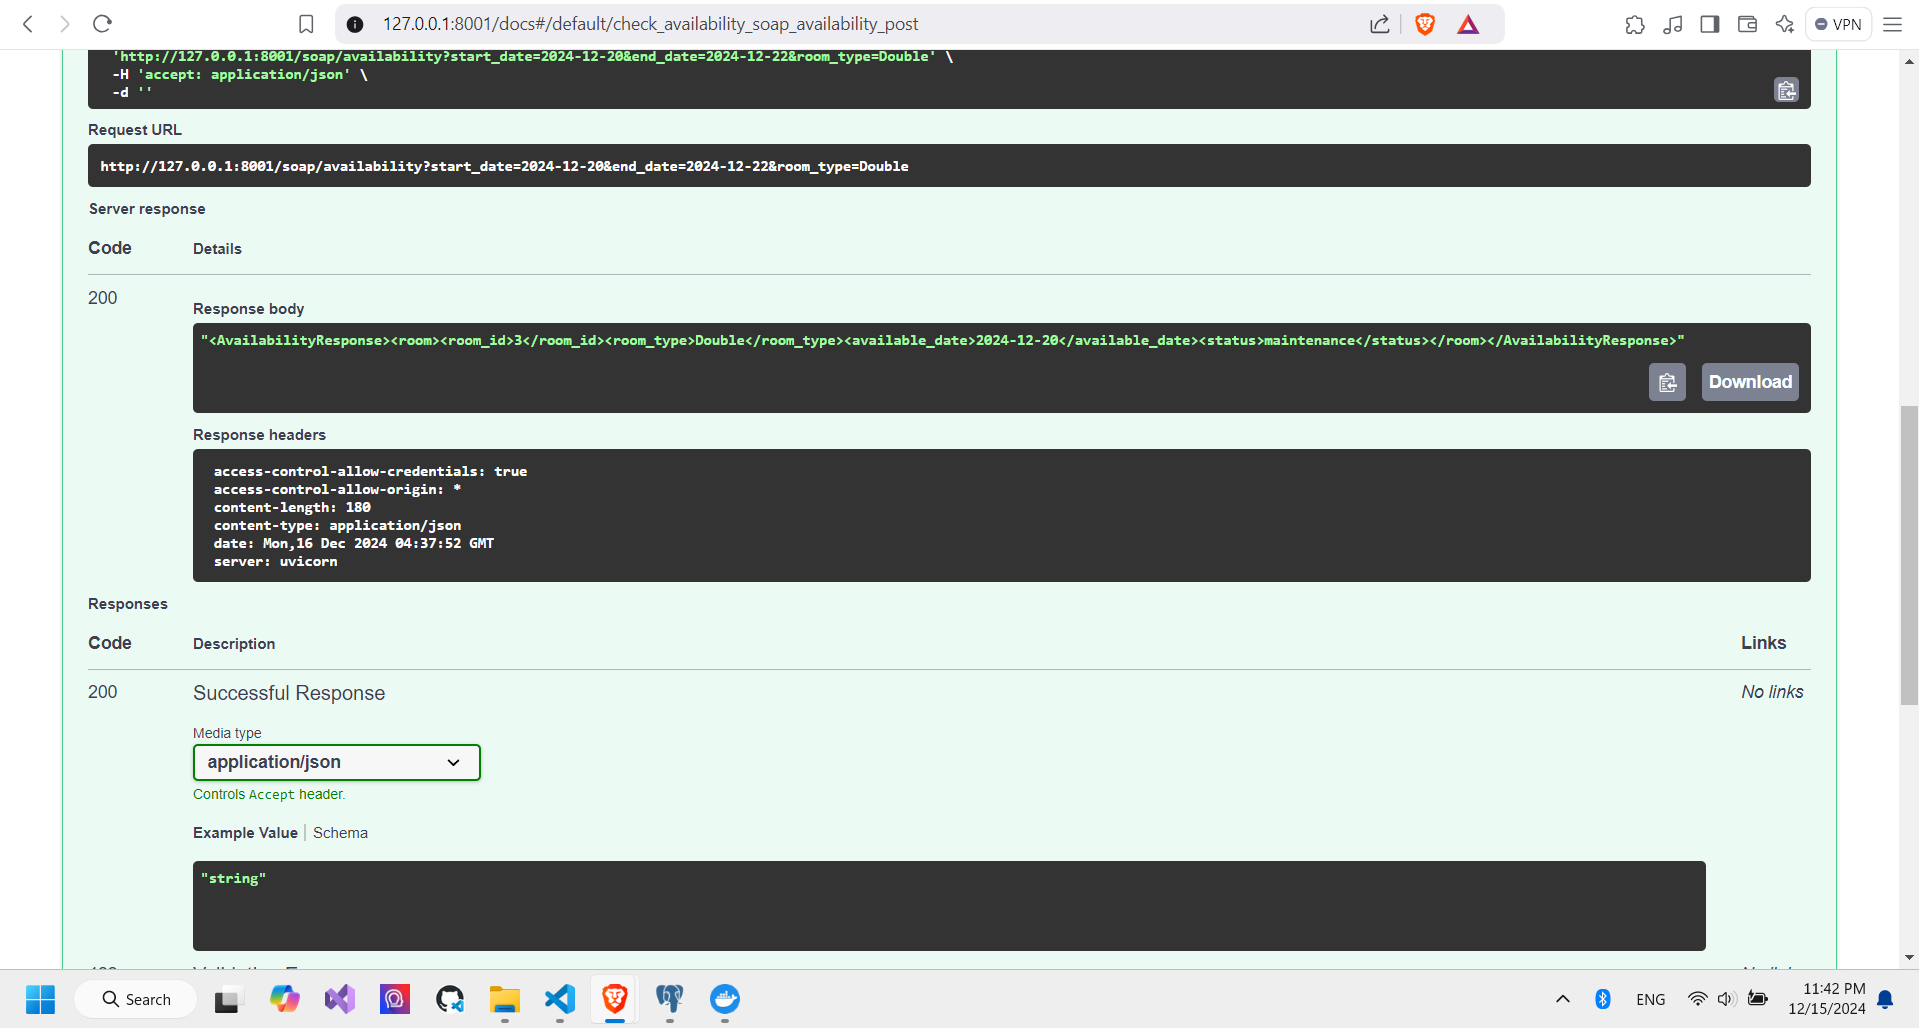 127.0.0.1:8001/docs#/default/check_availability_soap_availability_post
VPN
'http://127.0.0.1:8001/soap/availability?start_date=2024-12-20&end_date=2024-12-22&room_type=Double' \
-H 'accept: application/json' \
-d ''
Request URL
http://127.0.0.1:8001/soap/availability?start_date=2024-12-20&end_date=2024-12-22&room_type=Double
Server response
Code Details
200
Response body
"<AvailabilityResponse><room><room_id>3</room_id><room_type>Double</room_type><available_date>2024-12-20</available_date><status>maintenance</status></room></AvailabilityResponse>"
Download
Response headers
access-control-allow-credentials: true
access-control-allow-origin: *
content-length: 180
content-type: application/json
date: Mon,16 Dec 2024 04:37:52 GMT
server: uvicorn
Responses
Code Description Links
200 Successful Response No links
Media type
application/json
Controls Accept header.
Example Value Schema
"string"
Search
ENG
11:42 PM
12/15/2024